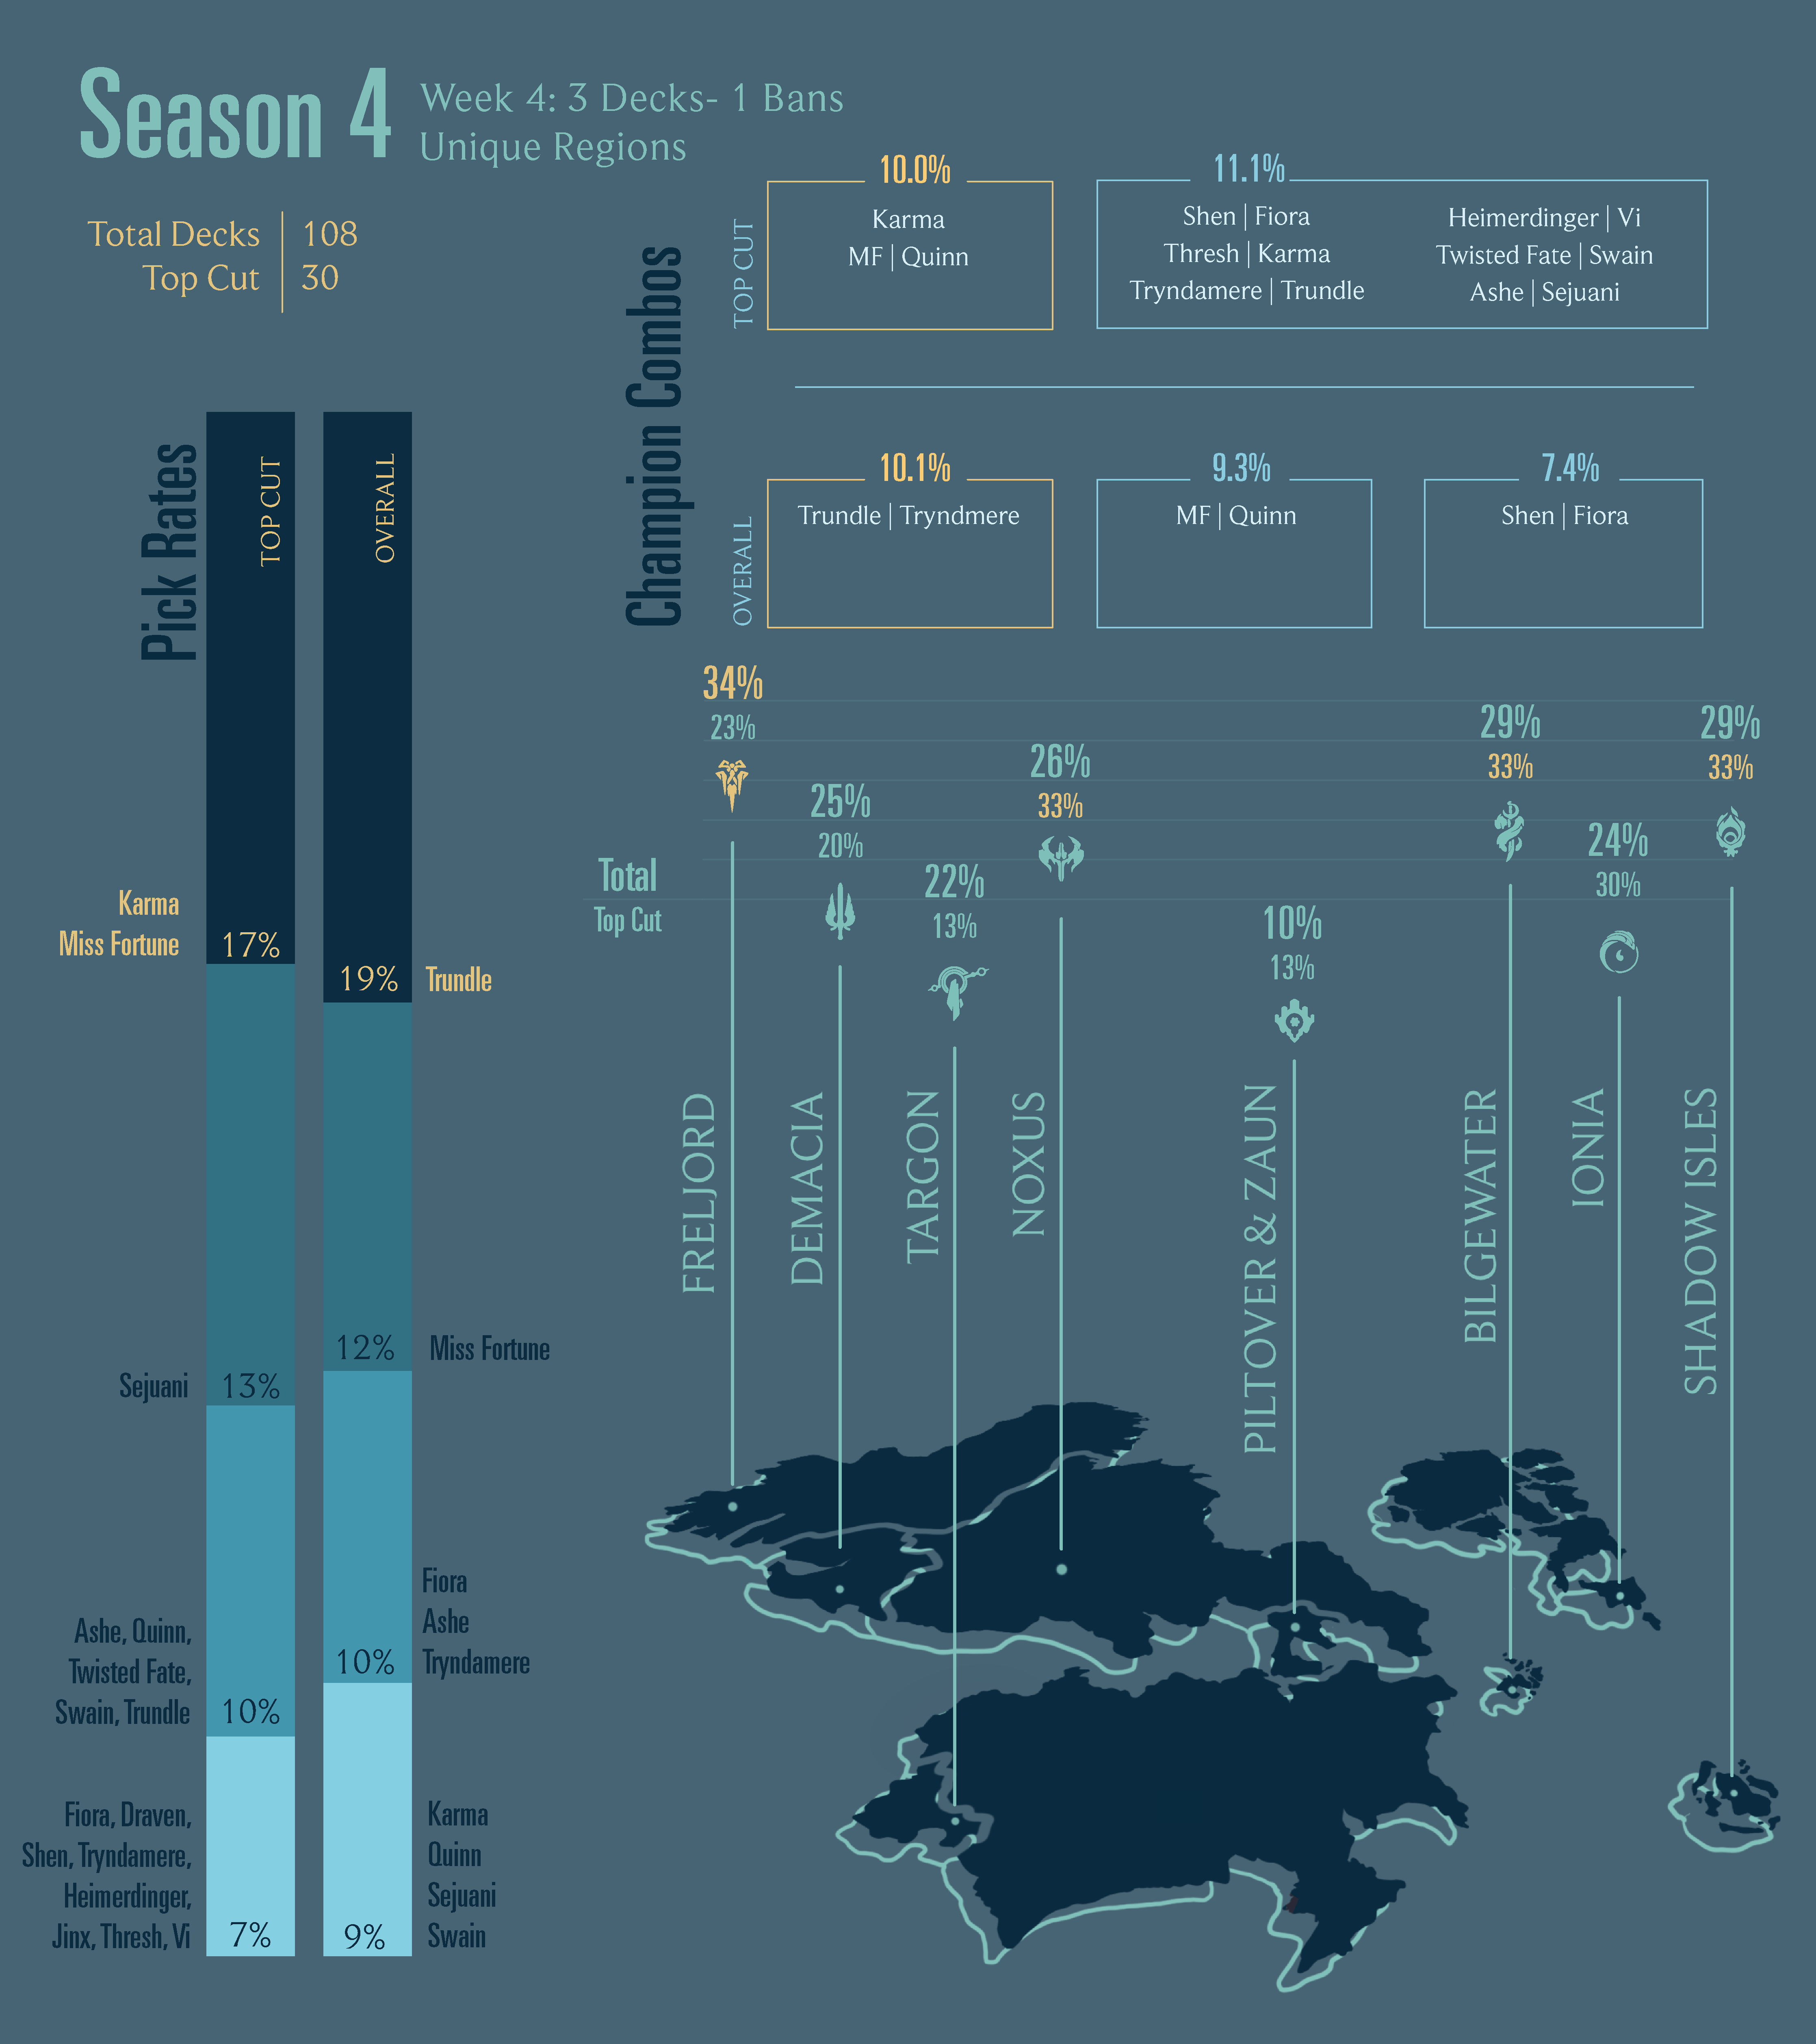 Season 4
Week 4: 3 Decks- 1 Bans
Unique Regions
Total Decks 108
Top Cut 30
Champion Combos
TOP CUT
10.0%
Karma
MF | Quinn
11.1%
Shen | Fiora
Thresh | Karma
Tryndamere | Trundle
Heimerdinger | Vi
Twisted Fate | Swain
Ashe | Sejuani
OVERALL
10.1%
Trundle | Tryndmere
9.3%
MF | Quinn
7.4%
Shen | Fiora
Pick Rates
TOP CUT
Karma
Miss Fortune
17%
Sejuani
13%
Ashe, Quinn,
Twisted Fate,
Swain, Trundle
10%
Fiora, Draven,
Shen, Tryndamere,
Heimerdinger,
Jinx, Thresh, Vi
7%
OVERALL
19%
Trundle
12%
Miss Fortune
Fiora
Ashe
Tryndamere
10%
Karma
Quinn
Sejuani
Swain
9%
Total
Top Cut
34%
23%
FRELJORD
25%
20%
DEMACIA
22%
13%
TARGON
26%
33%
NOXUS
10%
13%
PILTOVER & ZAUN
29%
33%
BILGEWATER
24%
30%
IONIA
29%
33%
SHADOW ISLES